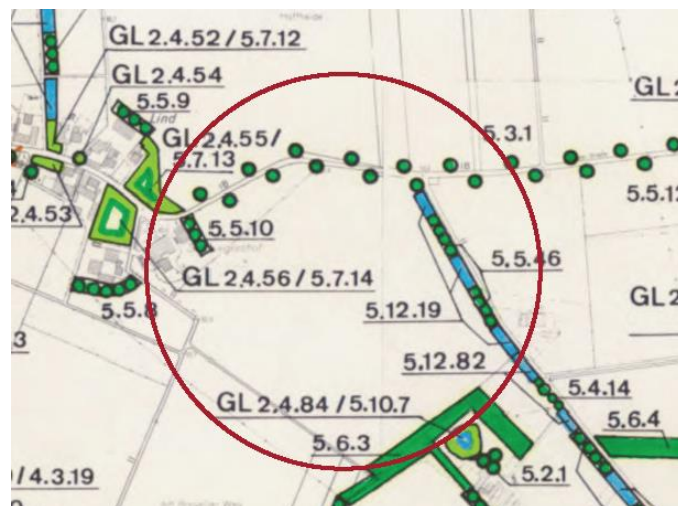 GL 2.4.52 / 5.7.12
GL 2.4.54
5.5.9
Lind
GL 2.4.55/
5.7.13
5.3.1
GL 2
2.4.53
5.5.12
5.5.10
5.5.46
GL 2.4.56 / 5.7.14
GL 2
5.5.8
5.12.19
3
5.12.82
5.4.14
GL 2.4.84 / 5.10.7
5.6.4
5.6.3
5.2.1
/ 4.3.19